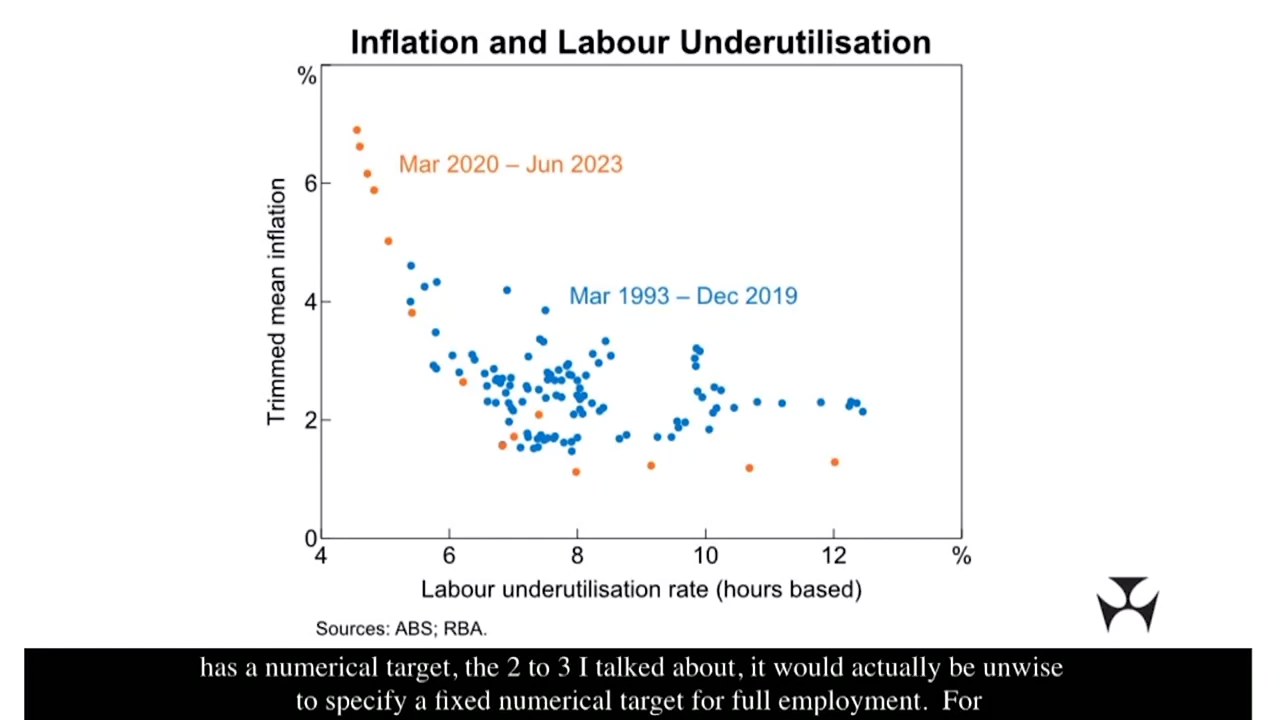 Inflation and Labour Underutilisation
%
Mar 2020 – Jun 2023
6
Mar 1993 – Dec 2019
4
Trimmed mean inflation
2
0
4 6 8 10 12 %
Labour underutilisation rate (hours based)
Sources: ABS; RBA.
has a numerical target, the 2 to 3 I talked about, it would actually be unwise
to specify a fixed numerical target for full employment. For